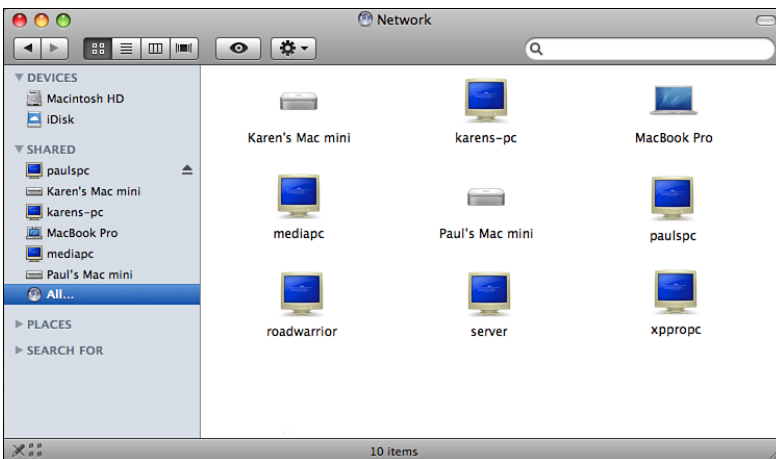 Network
DEVICES
Macintosh HD
iDisk
SHARED
paulspc
Karen's Mac mini
karens-pc
MacBook Pro
mediapc
Paul's Mac mini
All...
PLACES
SEARCH FOR
Karen's Mac mini
karens-pc
MacBook Pro
mediapc
Paul's Mac mini
paulspc
roadwarrior
server
xppropc
10 items